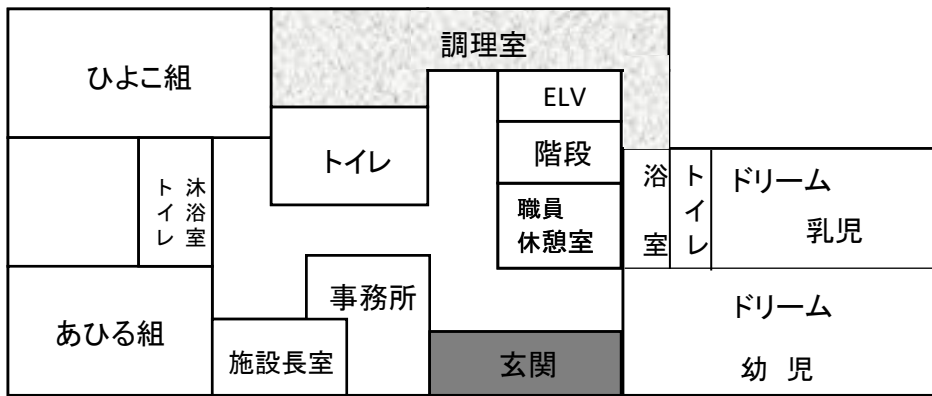 調理室
ひよこ組
ELV
トイレ
階段
沐浴室
トイレ
職員
休憩室
浴室
トイレ
ドリーム
乳児
事務所
あひる組
施設長室
玄関
ドリーム
幼児